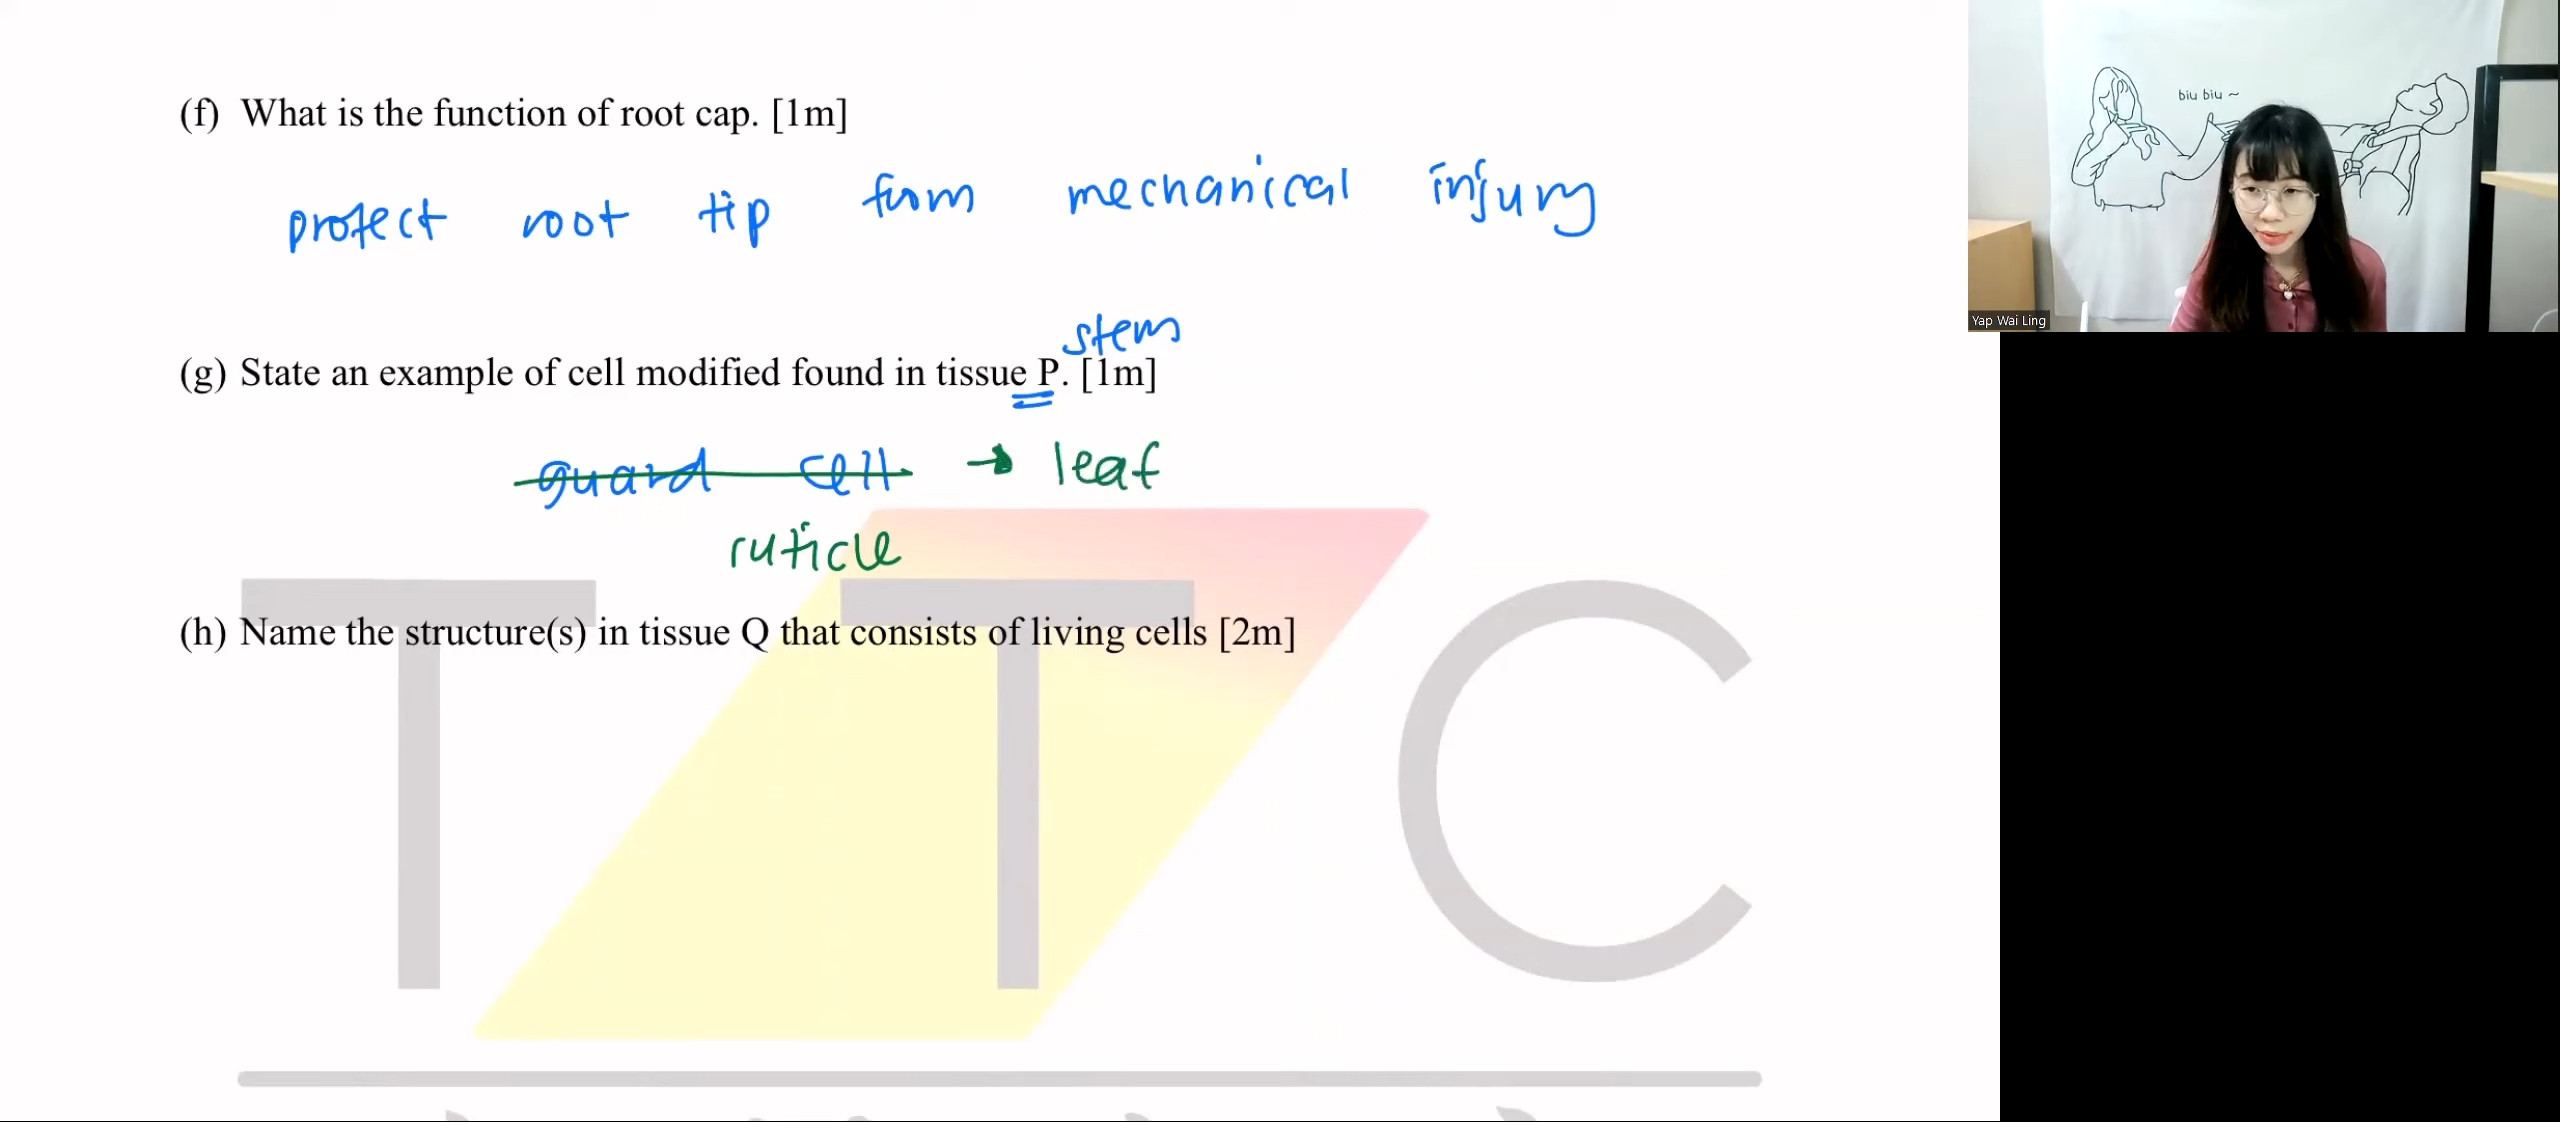 (f) What is the function of root cap. [1m]
protect root tip from mechanical injury
stem
(g) State an example of cell modified found in tissue P. [1m]
guard cell → leaf
cuticle
(h) Name the structure(s) in tissue Q that consists of living cells [2m]
TTC
biu biu ~
Yap Wai Ling